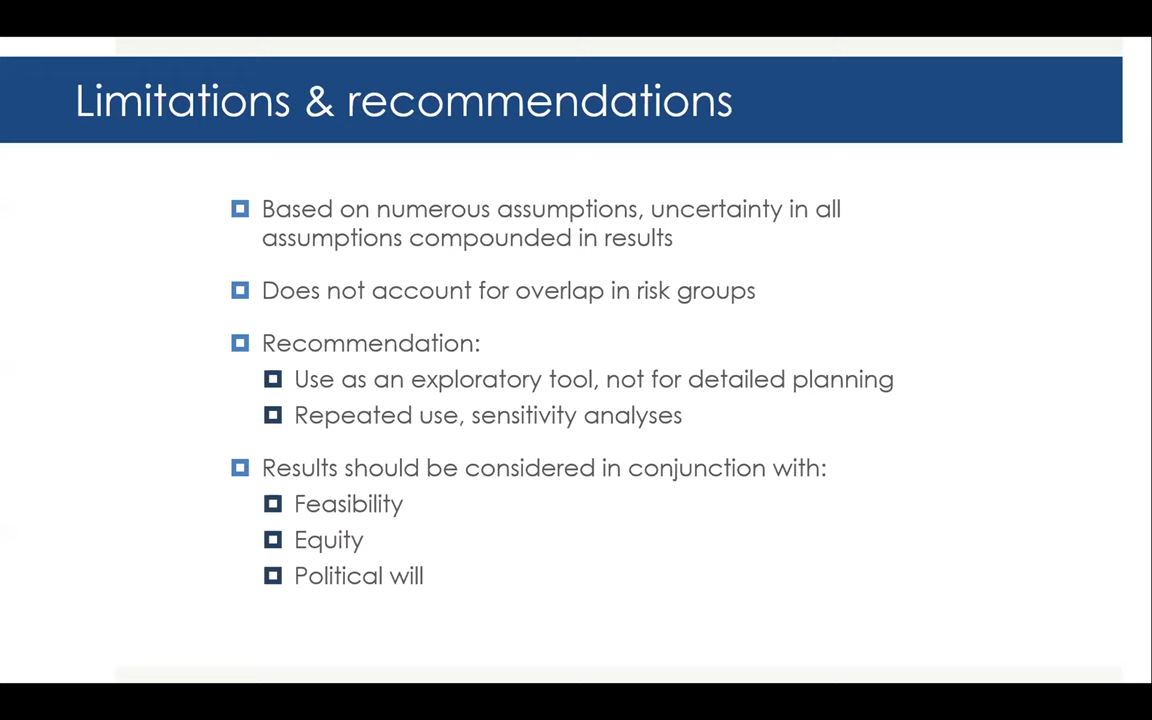 Limitations & recommendations
Based on numerous assumptions, uncertainty in all
assumptions compounded in results
Does not account for overlap in risk groups
Recommendation:
Use as an exploratory tool, not for detailed planning
Repeated use, sensitivity analyses
Results should be considered in conjunction with:
Feasibility
Equity
Political will